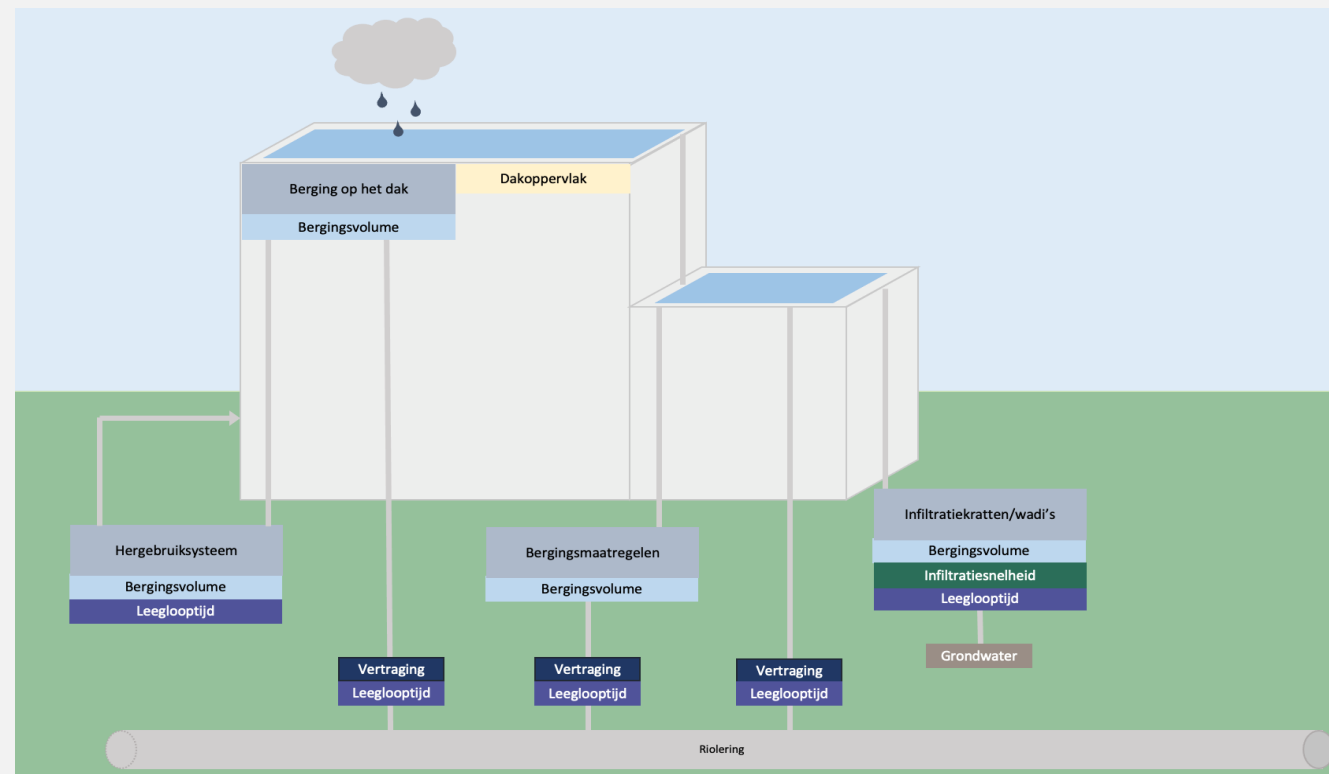 Berging op het dak
Dakoppervlak
Bergingsvolume
Hergebruiksysteem
Bergingsvolume
Leeglooptijd
Bergingsmaatregelen
Bergingsvolume
Infiltratiekratten/wadi's
Bergingsvolume
Infiltratiesnelheid
Leeglooptijd
Grondwater
Vertraging
Leeglooptijd
Vertraging
Leeglooptijd
Vertraging
Leeglooptijd
Riolering